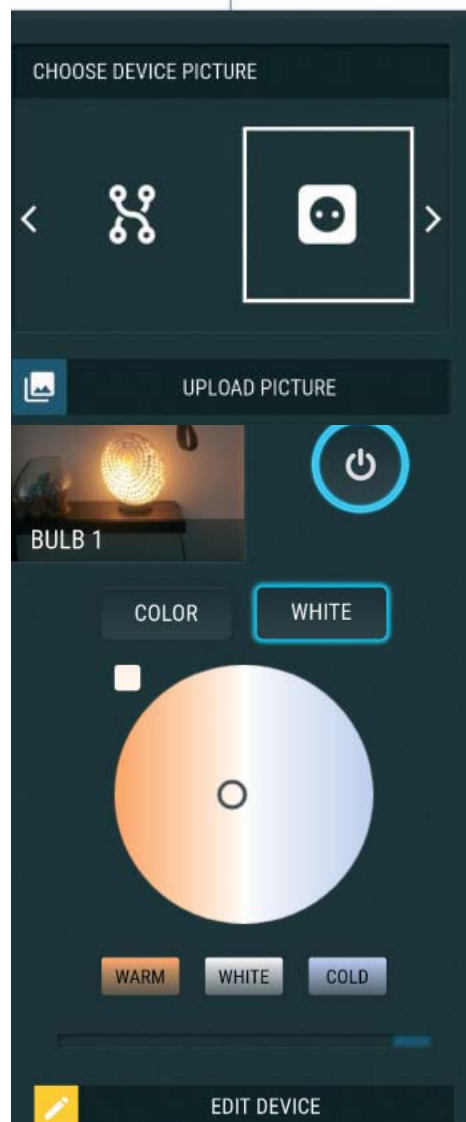 CHOOSE DEVICE PICTURE
UPLOAD PICTURE
BULB 1
COLOR WHITE
WARM WHITE COLD
EDIT DEVICE